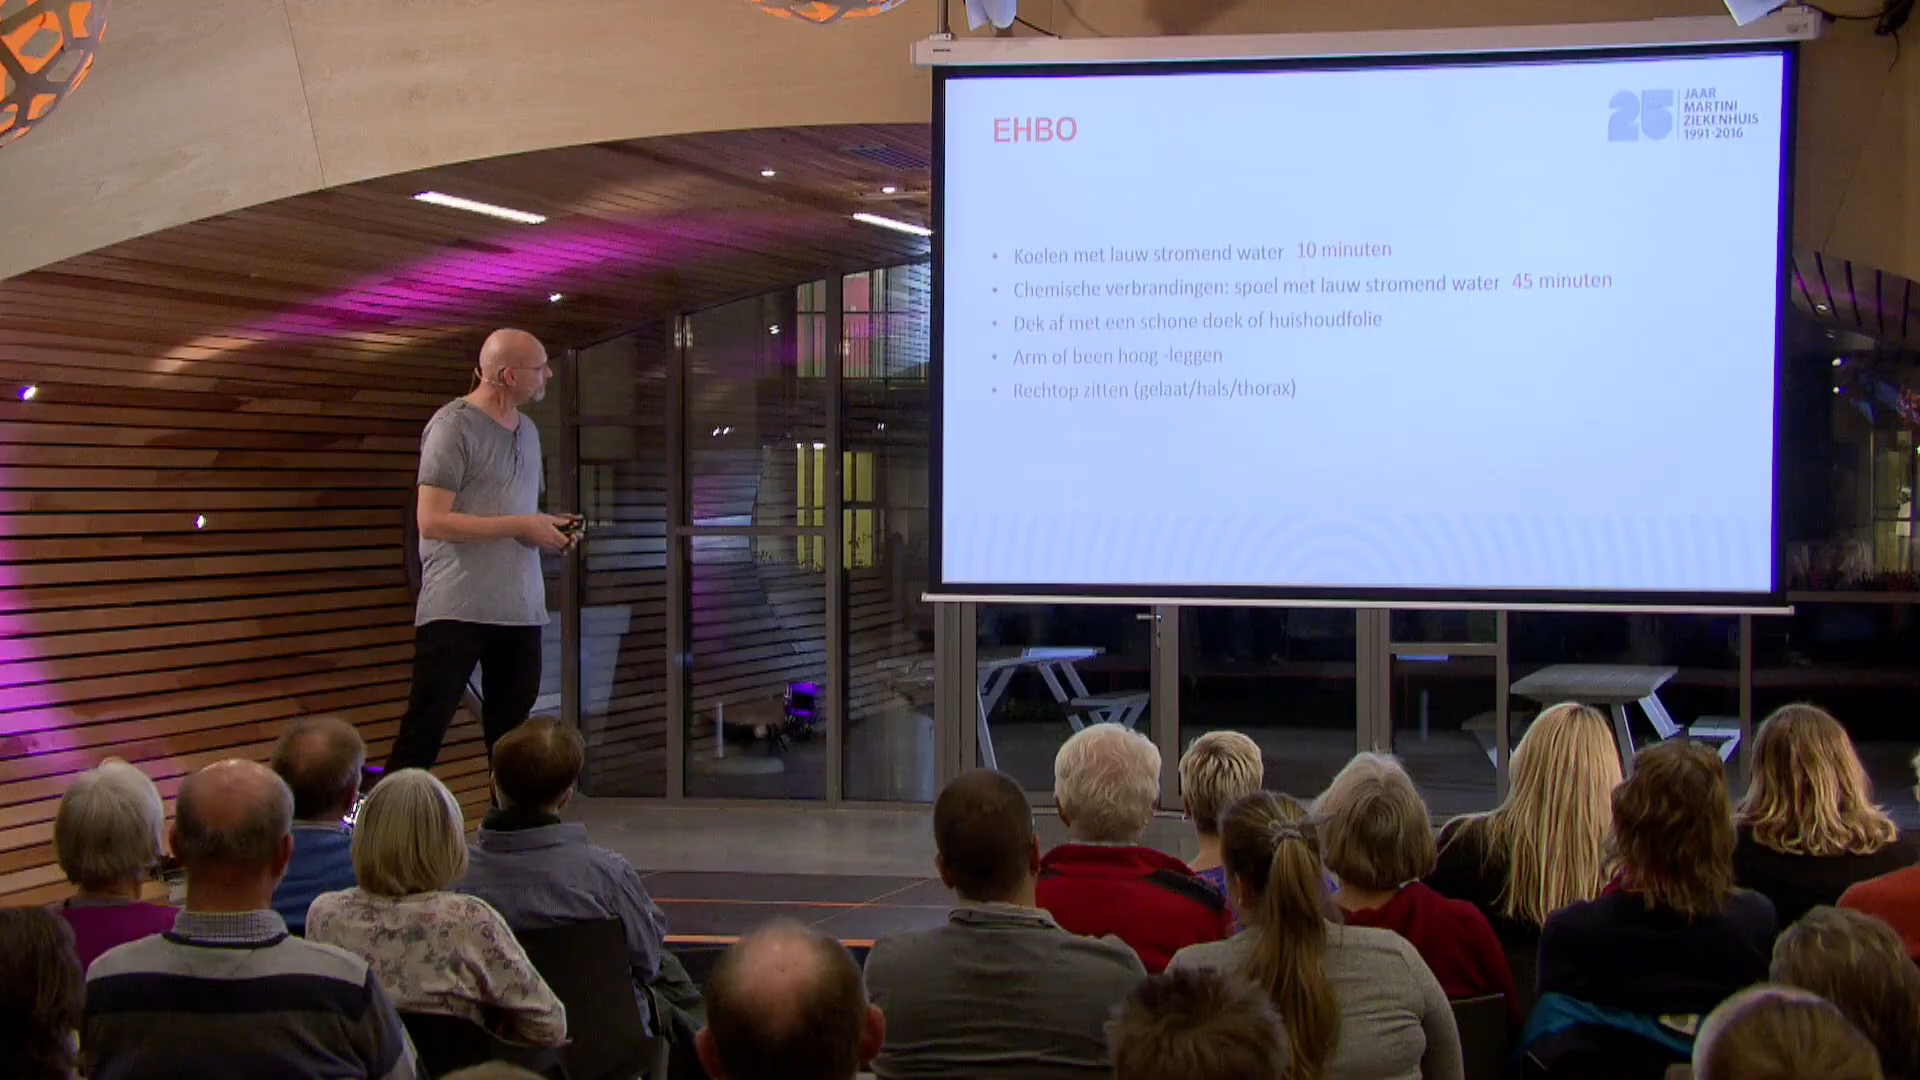 EHBO
25 JAAR
MARTINI
ZIEKENHUIS
1991-2016
• Koelen met lauw stromend water 10 minuten
• Chemische verbrandingen: spoel met lauw stromend water 45 minuten
• Dek af met een schone doek of huishoudfolie
• Arm of been hoog -leggen
• Rechtop zitten (gelaat/hals/thorax)